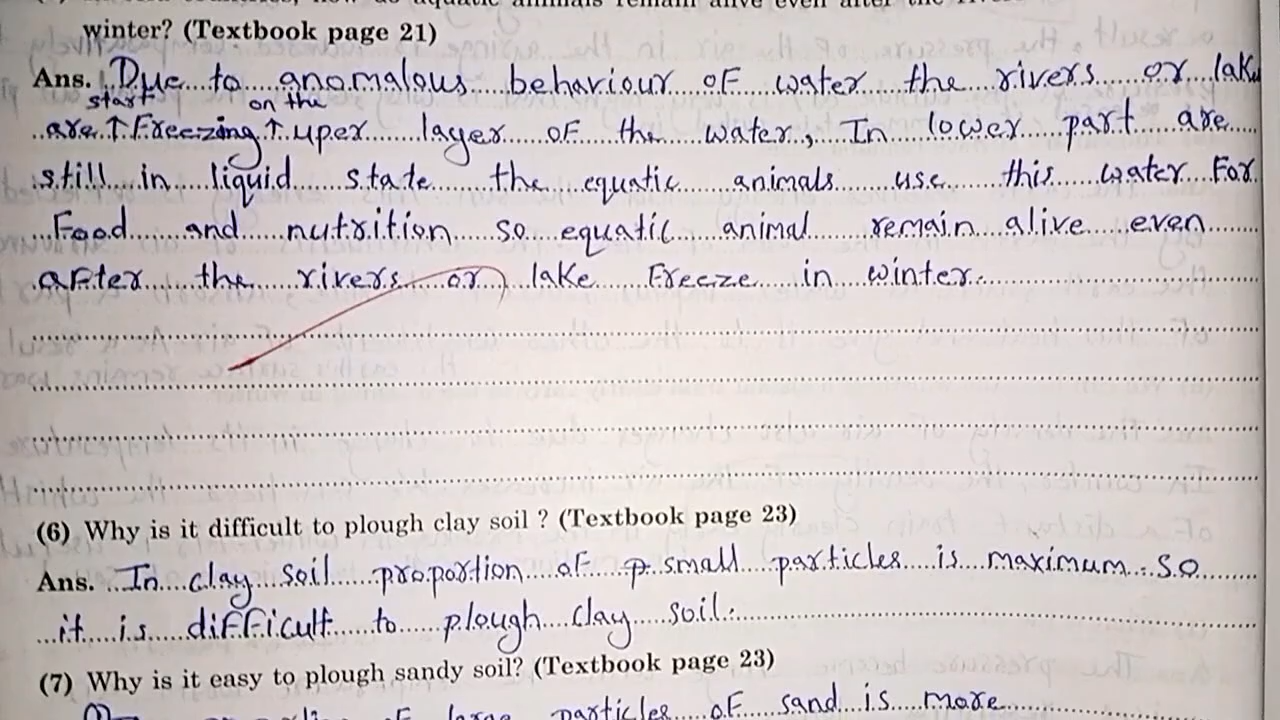 winter? (Textbook page 21)
Ans. Due to anomalous behaviour of water the rivers or lake
start on the
are ↑ Freezing ↑ uper layer of the water, In lower part are
still in liquid state the equatic animals use this water For
Food and nutrition so equatic animal remain alive even
after the rivers or lake Freeze in winter.
(6) Why is it difficult to plough clay soil ? (Textbook page 23)
Ans. In clay soil proportion of p small particles is maximum. so
it is difficult to plough clay soil.
(7) Why is it easy to plough sandy soil? (Textbook page 23)
of large particles of sand is more